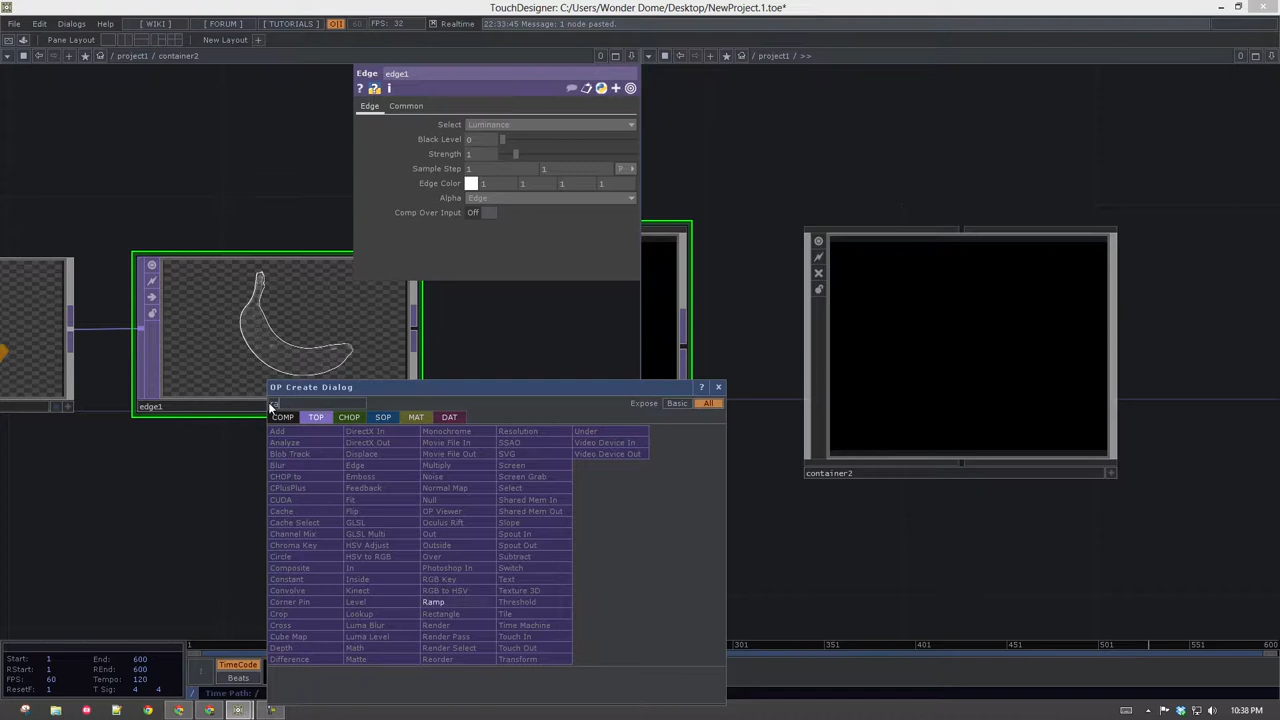 TouchDesigner: C:/Users/Wonder Dome/Desktop/NewProject.1.toe*
File Edit Dialogs Help [ WIKI ] [ FORUM ] [ TUTORIALS ] O|I 60 FPS: 32 Realtime 22:33:45 Message: 1 node pasted.
Pane Layout New Layout +
/ project1 / container2 0
/ project1 / >> 0
Edge edge1
? ? i
Edge Common
Select Luminance
Black Level 0
Strength 1
Sample Step 1 1 P
Edge Color 1 1 1 1
Alpha Edge
Comp Over Input Off
edge1
container2
OP Create Dialog ? x
Expose Basic All
COMP TOP CHOP SOP MAT DAT
Add DirectX In Monochrome Resolution Under
Analyze DirectX Out Movie File In SSAO Video Device In
Blob Track Displace Movie File Out SVG Video Device Out
Blur Edge Multiply Screen
CHOP to Emboss Noise Screen Grab
CPlusPlus Feedback Normal Map Select
CUDA Fit Null Shared Mem In
Cache Flip OP Viewer Shared Mem Out
Cache Select GLSL Oculus Rift Slope
Channel Mix GLSL Multi Out Spout In
Chroma Key HSV Adjust Outside Spout Out
Circle HSV to RGB Over Subtract
Composite In Photoshop In Switch
Constant Inside RGB Key Text
Convolve Kinect RGB to HSV Texture 3D
Corner Pin Level Ramp Threshold
Crop Lookup Rectangle Tile
Cross Luma Blur Render Time Machine
Cube Map Luma Level Render Pass Touch In
Depth Math Render Select Touch Out
Difference Matte Reorder Transform
1 301 351 401 451 501 551 600
Start: 1 End: 600
RStart: 1 REnd: 600
FPS: 60 Tempo: 120
ResetF: 1 T Sig: 4 4
TimeCode
Beats
/ Time Path: /
10:38 PM